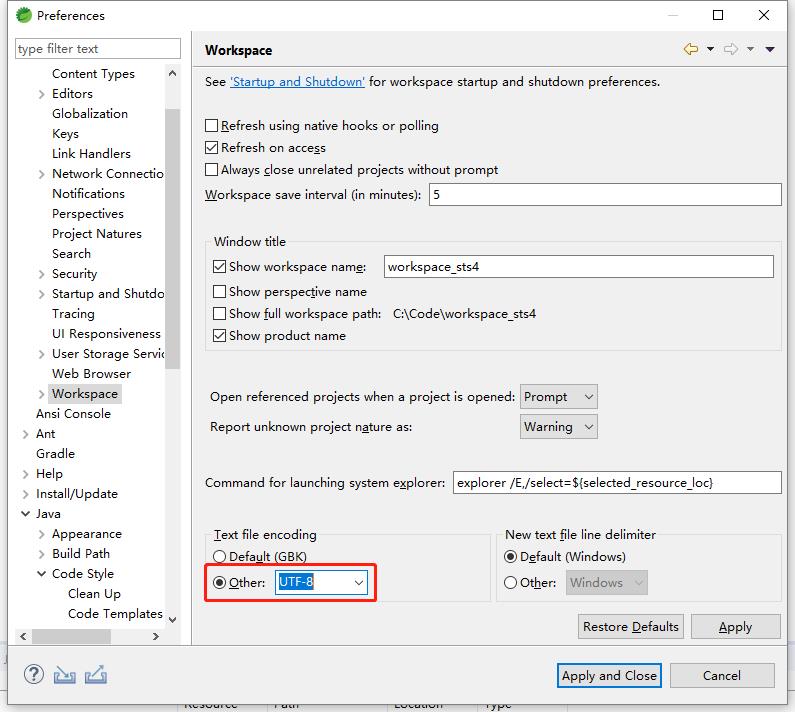 Preferences
type filter text
Content Types
Editors
Globalization
Keys
Link Handlers
Network Connectio
Notifications
Perspectives
Project Natures
Search
Security
Startup and Shutdo
Tracing
UI Responsiveness
User Storage Servic
Web Browser
Workspace
Ansi Console
Ant
Gradle
Help
Install/Update
Java
Appearance
Build Path
Code Style
Clean Up
Code Templates
Workspace
See 'Startup and Shutdown' for workspace startup and shutdown preferences.
Refresh using native hooks or polling
Refresh on access
Always close unrelated projects without prompt
Workspace save interval (in minutes): 5
Window title
Show workspace name: workspace_sts4
Show perspective name
Show full workspace path: C:\Code\workspace_sts4
Show product name
Open referenced projects when a project is opened: Prompt
Report unknown project nature as: Warning
Command for launching system explorer: explorer /E,/select=${selected_resource_loc}
Text file encoding
Default (GBK)
Other: UTF-8
New text file line delimiter
Default (Windows)
Other: Windows
Restore Defaults Apply
Apply and Close Cancel
Resource Path Location Type